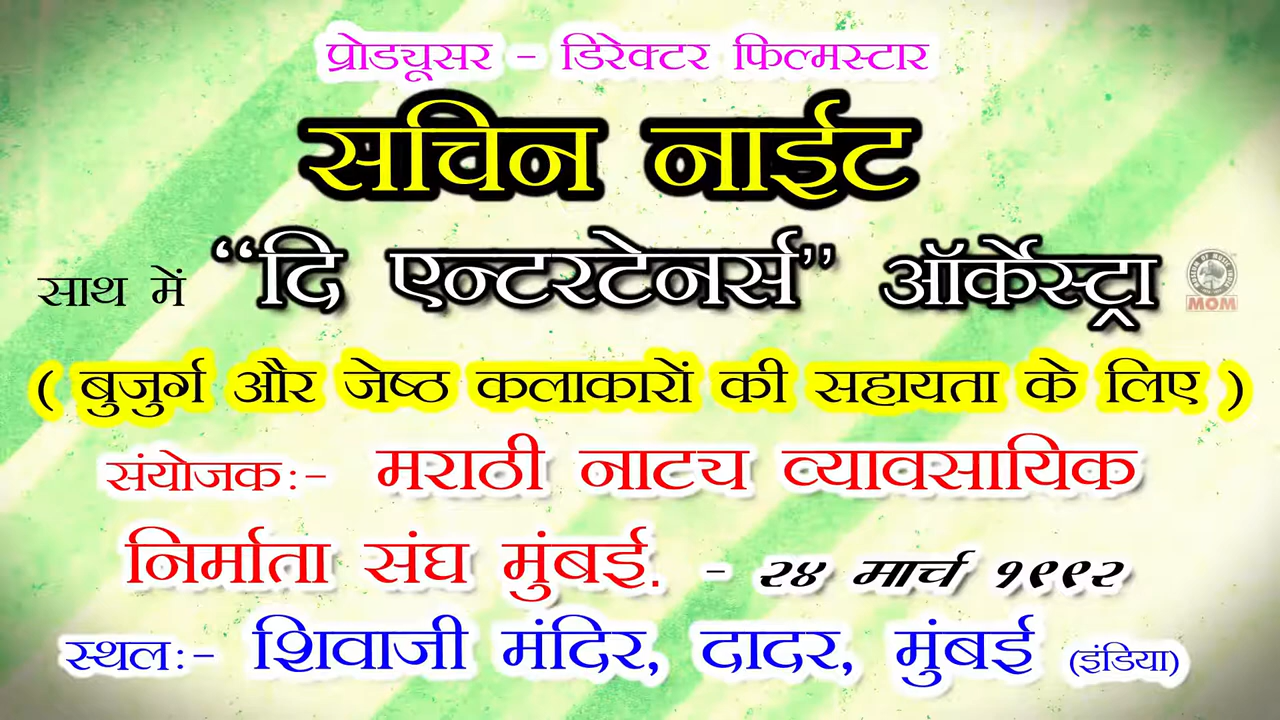 प्रोड्यूसर - डिरेक्टर फिल्मस्टार
सचिन नाईट
साथ में “दि एन्टरटेनर्स” ऑर्केस्ट्रा
MOM
( बुजुर्ग और जेष्ठ कलाकारों की सहायता के लिए )
संयोजक:- मराठी नाट्य व्यावसायिक
निर्माता संघ मुंबई. - २४ मार्च १९९२
स्थल:- शिवाजी मंदिर, दादर, मुंबई (इंडिया)